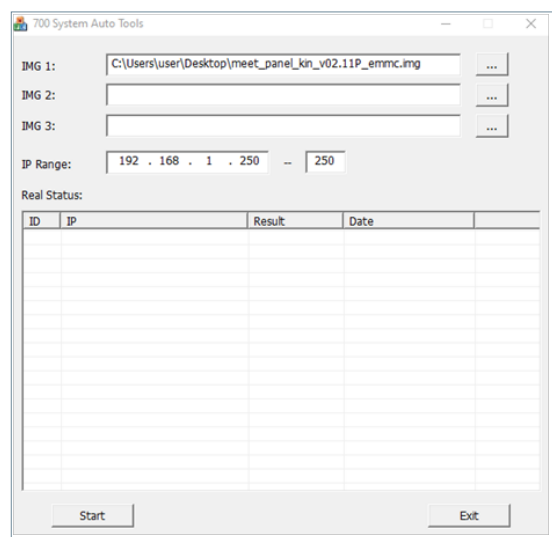 700 System Auto Tools
IMG 1: C:\Users\user\Desktop\meet_panel_kin_v02.11P_emmc.img ...
IMG 2: ...
IMG 3: ...
IP Range: 192 . 168 . 1 . 250 -- 250
Real Status:
ID IP Result Date
Start Exit